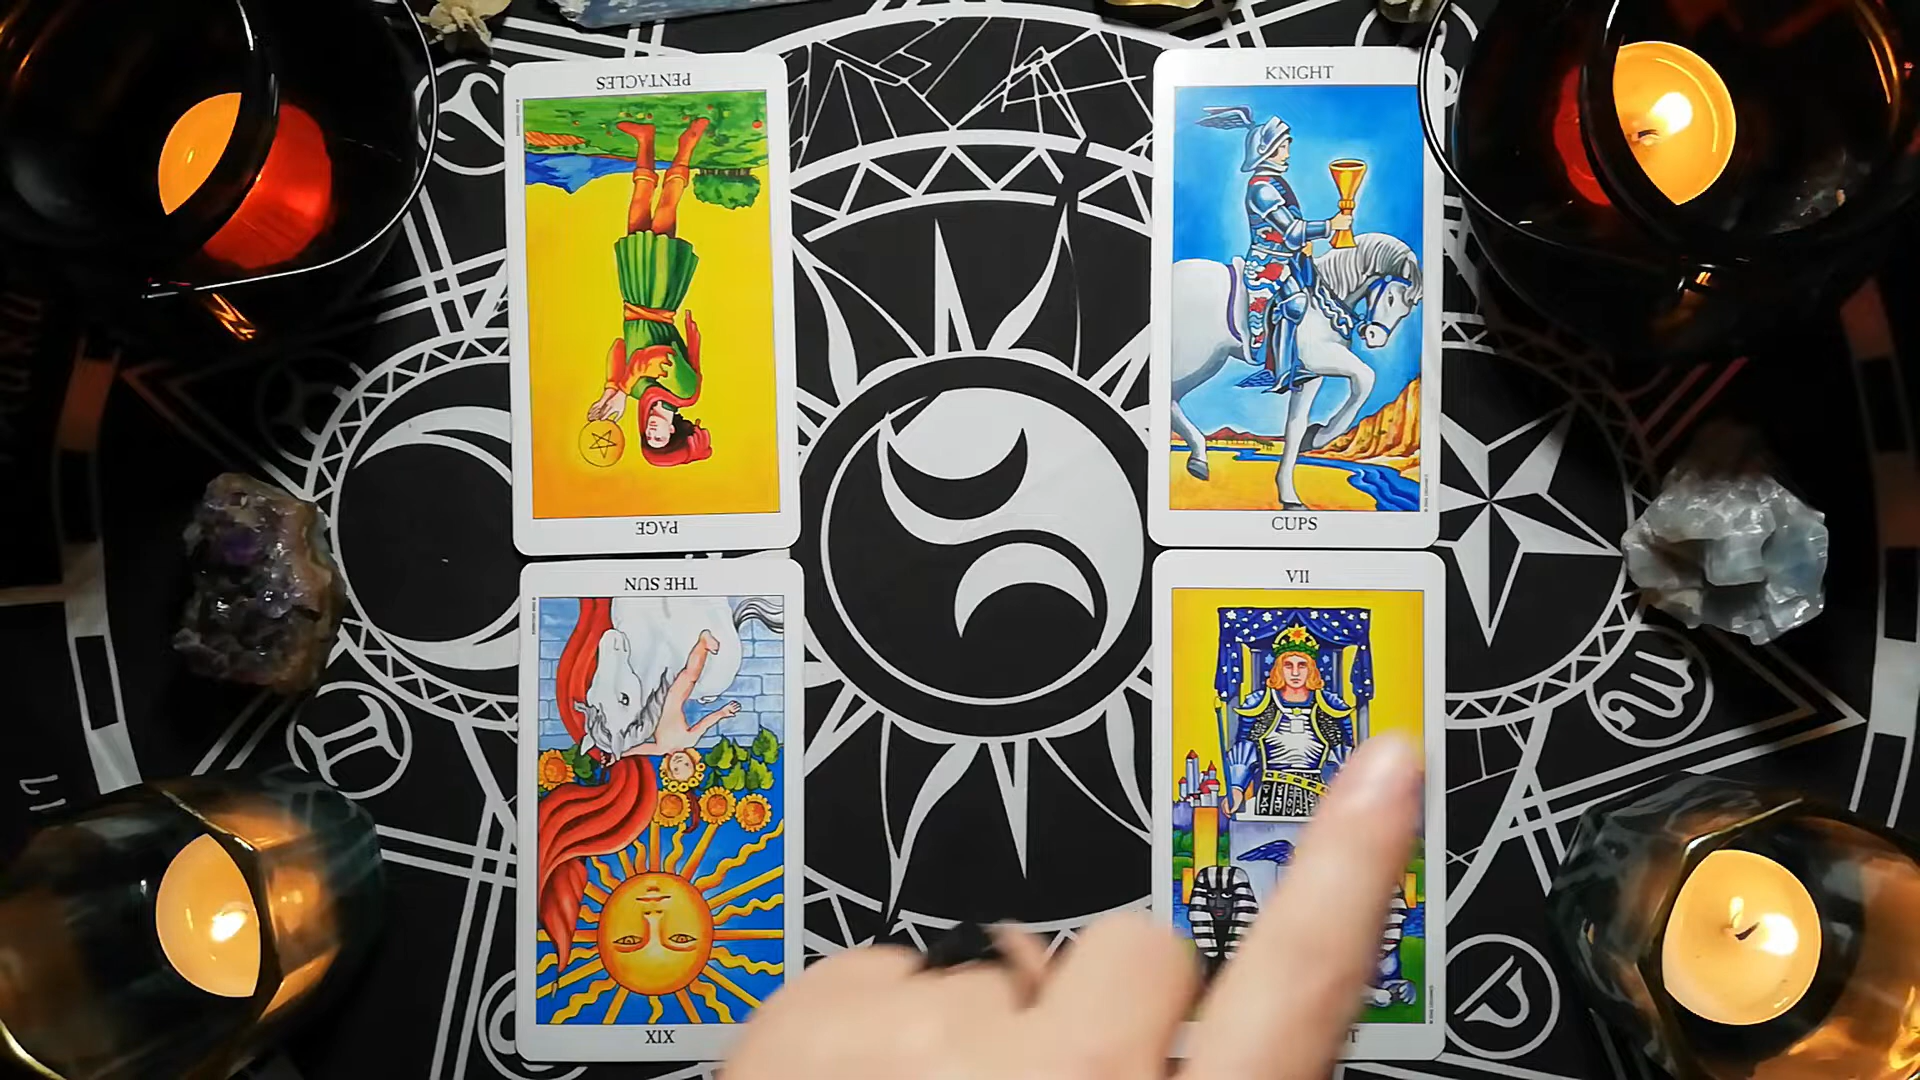 PENTACLES
PAGE
KNIGHT
CUPS
THE SUN
XIX
VII